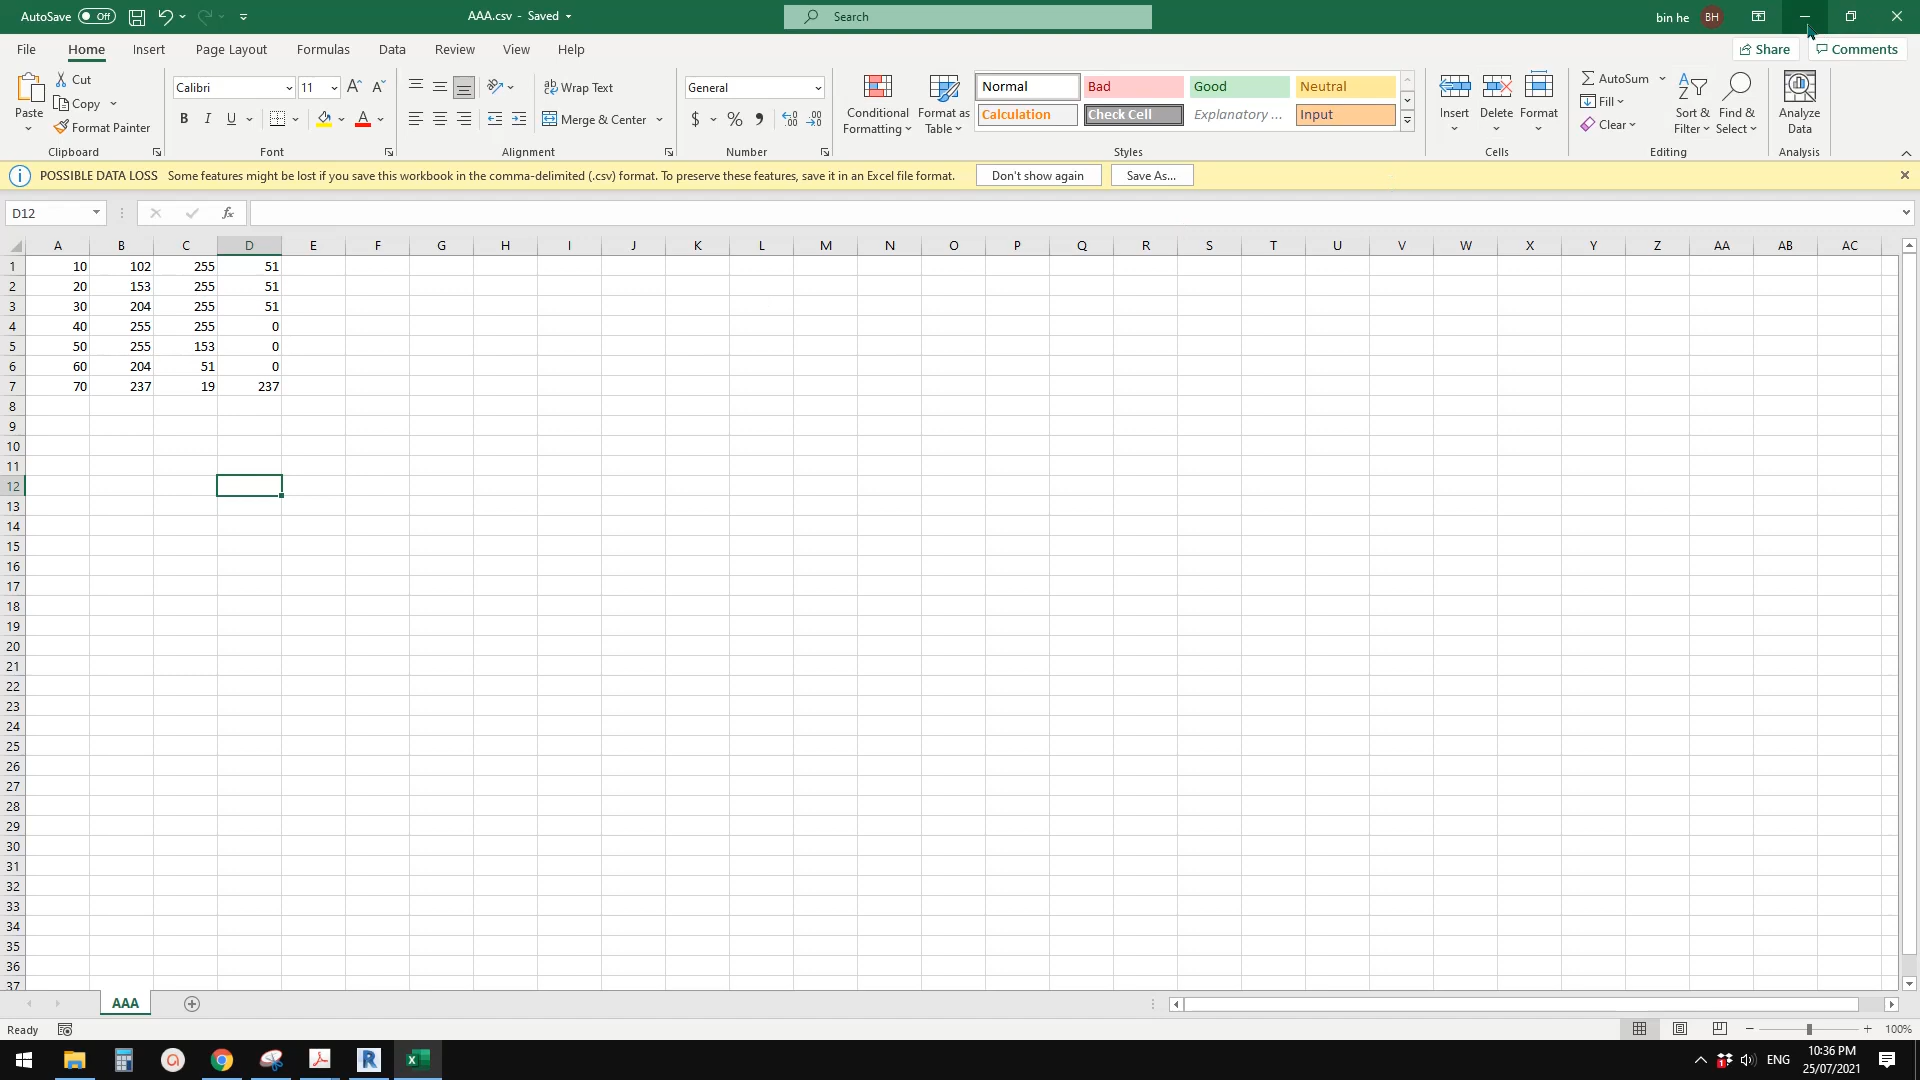 AutoSave Off AAA.csv - Saved Search bin he BH
File Home Insert Page Layout Formulas Data Review View Help Share Comments
Paste Cut Copy Format Painter Clipboard
Calibri 11 B I U A Font
ab Wrap Text Merge & Center Alignment
General $ % Number
Conditional Formatting Format as Table Normal Bad Good Neutral
Calculation Check Cell Explanatory ... Input Styles
Insert Delete Format Cells
AutoSum Fill Clear Sort & Filter Find & Select Editing
Analyze Data Analysis
POSSIBLE DATA LOSS Some features might be lost if you save this workbook in the comma-delimited (.csv) format. To preserve these features, save it in an Excel file format. Don't show again Save As...
D12 fx
A B C D E F G H I J K L M N O P Q R S T U V W X Y Z AA AB AC
1 10 102 255 51
2 20 153 255 51
3 30 204 255 51
4 40 255 255 0
5 50 255 153 0
6 60 204 51 0
7 70 237 19 237
8
9
10
11
12
13
14
15
16
17
18
19
20
21
22
23
24
25
26
27
28
29
30
31
32
33
34
35
36
37
AAA
Ready 100%
ENG 10:36 PM
25/07/2021